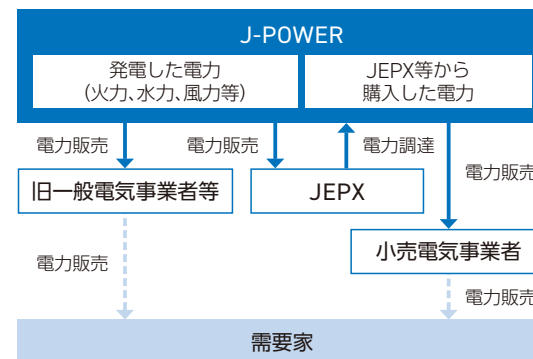 J-POWER
発電した電力
(火力、水力、風力等)
JEPX等から
購入した電力
電力販売
電力販売
電力調達
電力販売
旧一般電気事業者等
JEPX
小売電気事業者
電力販売
電力販売
需要家